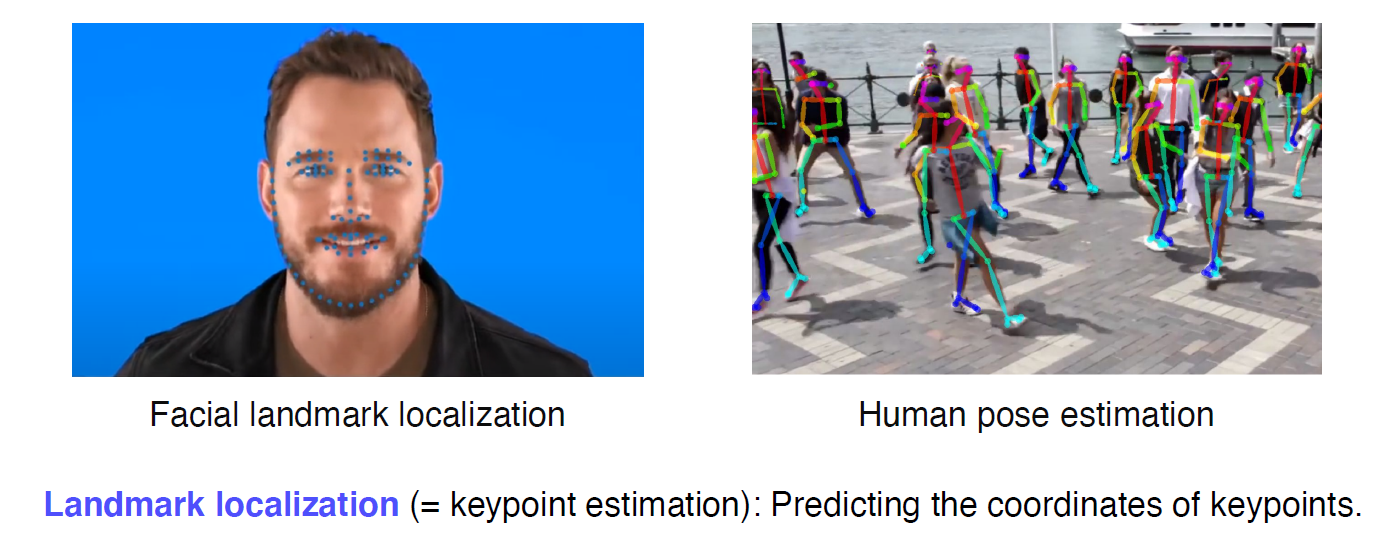 Facial landmark localization
Human pose estimation
Landmark localization (= keypoint estimation): Predicting the coordinates of keypoints.